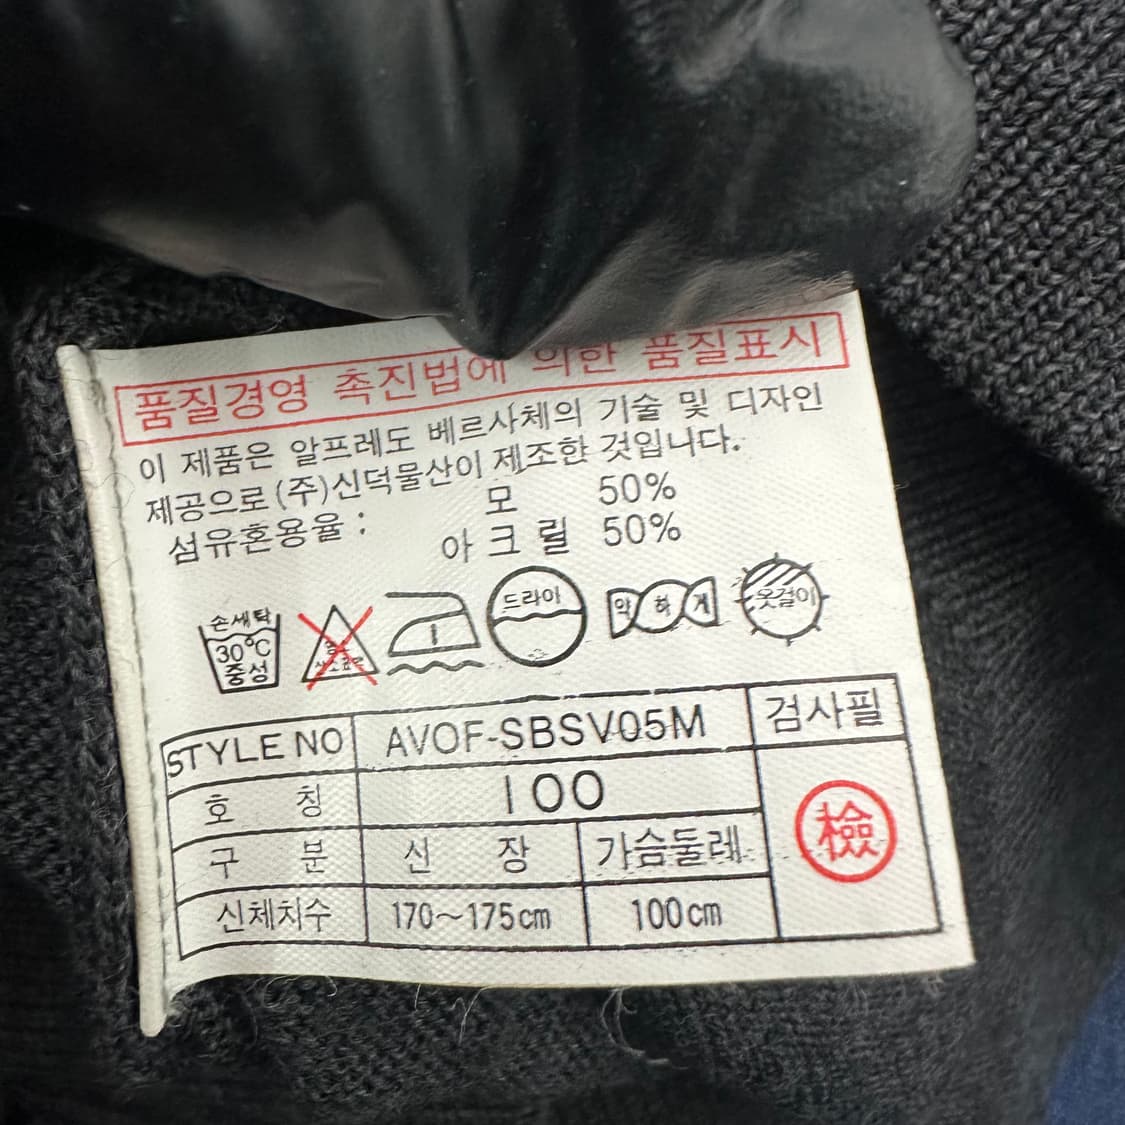 품질경영 촉진법에 의한 품질표시
이 제품은 알프레도 베르사체의 기술 및 디자인
제공으로 (주)신덕물산이 제조한 것입니다.
섬유혼용율 : 모 50%
아크릴 50%
손세탁
30℃
중성
드라이
약 하 게
옷걸이
STYLE NO AVOF-SBSV05M 검사필
호 칭 100
구 분 신 장 가슴둘레
신체치수 170~175cm 100cm
檢